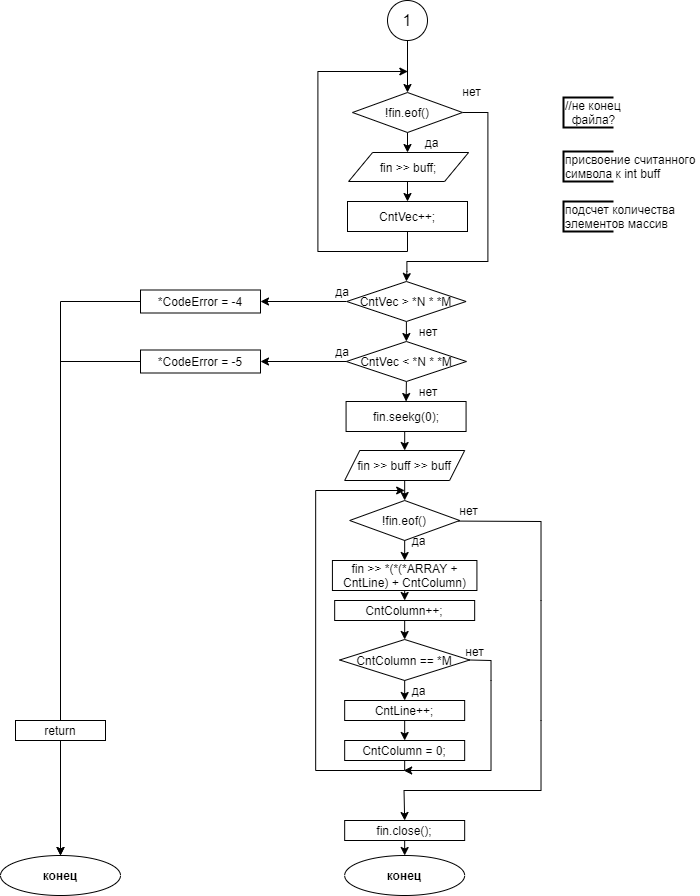 1
нет
!fin.eof()
//не конец
файла?
да
fin >> buff;
присвоение считанного
символа к int buff
CntVec++;
подсчет количества
элементов массив
*CodeError = -4
да
CntVec > *N * *M
нет
*CodeError = -5
да
CntVec < *N * *M
нет
fin.seekg(0);
fin >> buff >> buff
!fin.eof()
нет
да
fin >> *(*(*ARRAY +
CntLine) + CntColumn)
CntColumn++;
CntColumn == *M
нет
да
CntLine++;
return
CntColumn = 0;
fin.close();
конец
конец